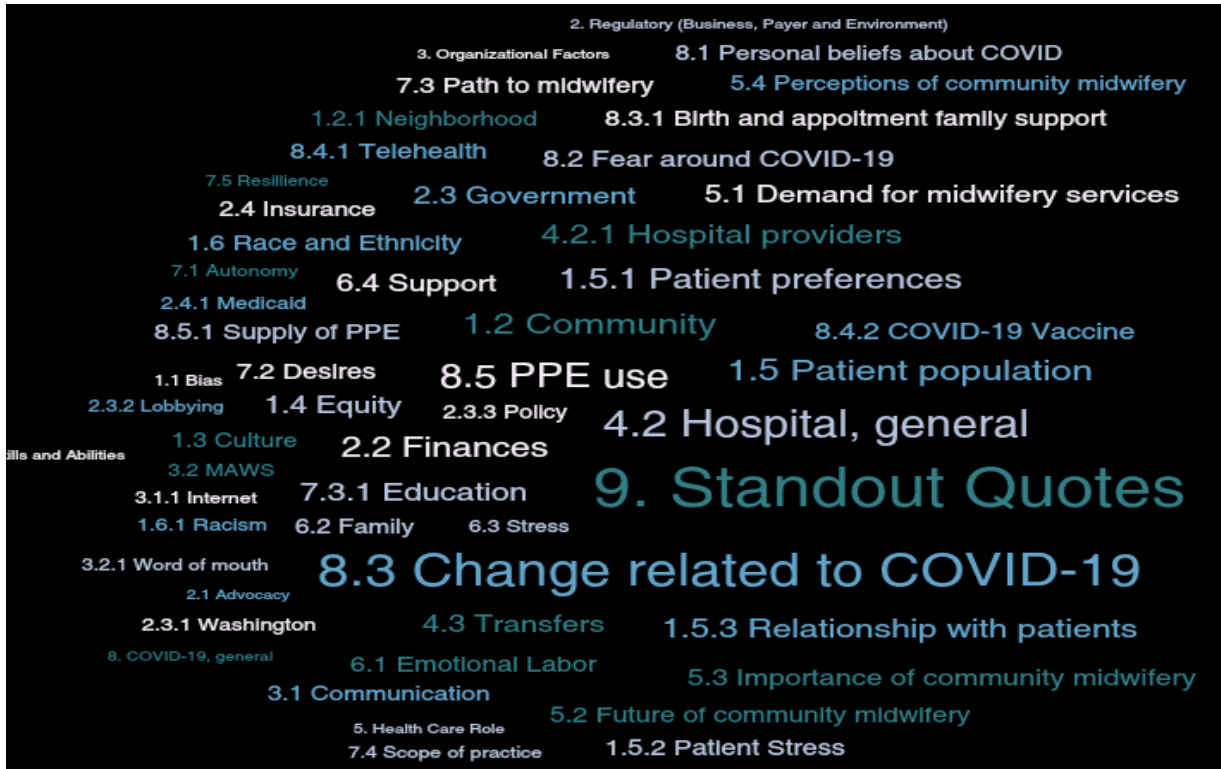 2. Regulatory (Business, Payer and Environment)
3. Organizational Factors 8.1 Personal beliefs about COVID
7.3 Path to midwifery 5.4 Perceptions of community midwifery
1.2.1 Neighborhood 8.3.1 Birth and appoitment family support
8.4.1 Telehealth 8.2 Fear around COVID-19
7.5 Resillience
2.4 Insurance 2.3 Government 5.1 Demand for midwifery services
1.6 Race and Ethnicity 4.2.1 Hospital providers
7.1 Autonomy 6.4 Support 1.5.1 Patient preferences
2.4.1 Medicaid
8.5.1 Supply of PPE 1.2 Community 8.4.2 COVID-19 Vaccine
1.1 Bias 7.2 Desires 8.5 PPE use 1.5 Patient population
2.3.2 Lobbying 1.4 Equity 2.3.3 Policy 4.2 Hospital, general
1.3 Culture 2.2 Finances
ills and Abilities
3.2 MAWS
3.1.1 Internet 7.3.1 Education 9. Standout Quotes
1.6.1 Racism 6.2 Family 6.3 Stress
3.2.1 Word of mouth 8.3 Change related to COVID-19
2.1 Advocacy
2.3.1 Washington 4.3 Transfers 1.5.3 Relationship with patients
8. COVID-19, general 6.1 Emotional Labor 5.3 Importance of community midwifery
3.1 Communication
5.2 Future of community midwifery
5. Health Care Role
7.4 Scope of practice 1.5.2 Patient Stress